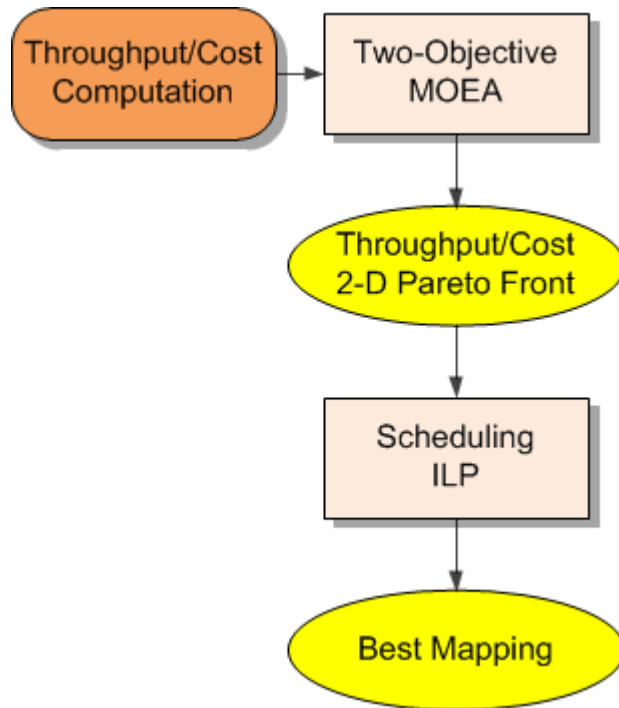 Throughput/Cost
Computation
Two-Objective
MOEA
Throughput/Cost
2-D Pareto Front
Scheduling
ILP
Best Mapping